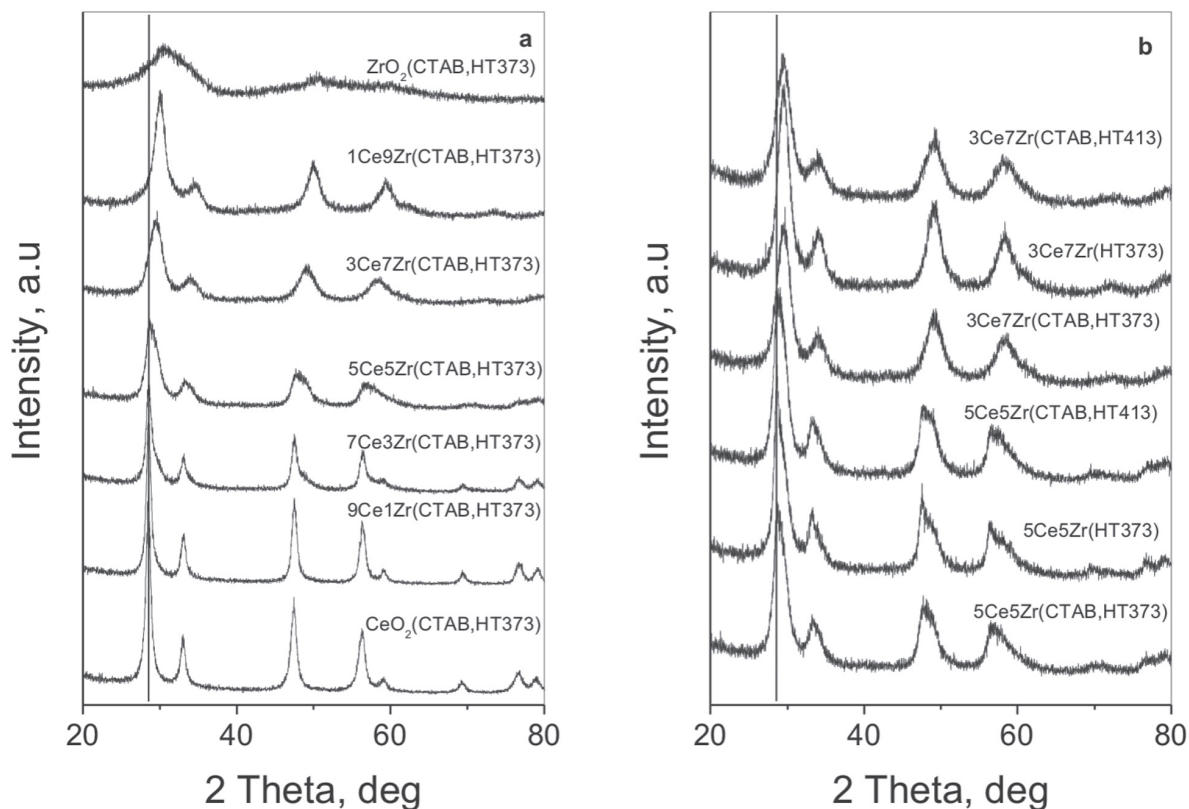 a
ZrO2(CTAB,HT373)
1Ce9Zr(CTAB,HT373)
3Ce7Zr(CTAB,HT373)
5Ce5Zr(CTAB,HT373)
7Ce3Zr(CTAB,HT373)
9Ce1Zr(CTAB,HT373)
CeO2(CTAB,HT373)
Intensity, a.u
20 40 60 80
2 Theta, deg
b
3Ce7Zr(CTAB,HT413)
3Ce7Zr(HT373)
3Ce7Zr(CTAB,HT373)
5Ce5Zr(CTAB,HT413)
5Ce5Zr(HT373)
5Ce5Zr(CTAB,HT373)
Intensity, a.u
20 40 60 80
2 Theta, deg